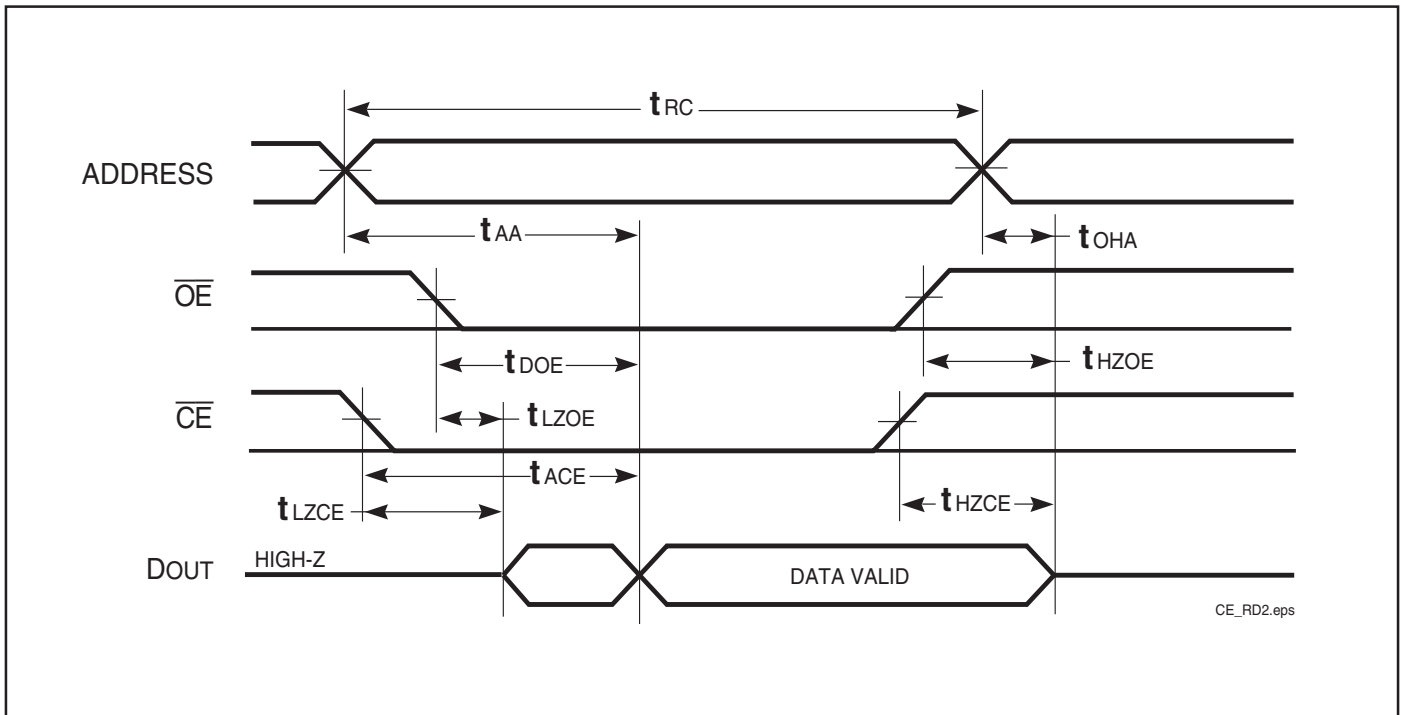 tRC
ADDRESS
tAA
tOHA
OE
tDOE
tHZOE
CE
tLZOE
tACE
tLZCE
tHZCE
DOUT
HIGH-Z
DATA VALID
CE_RD2.eps